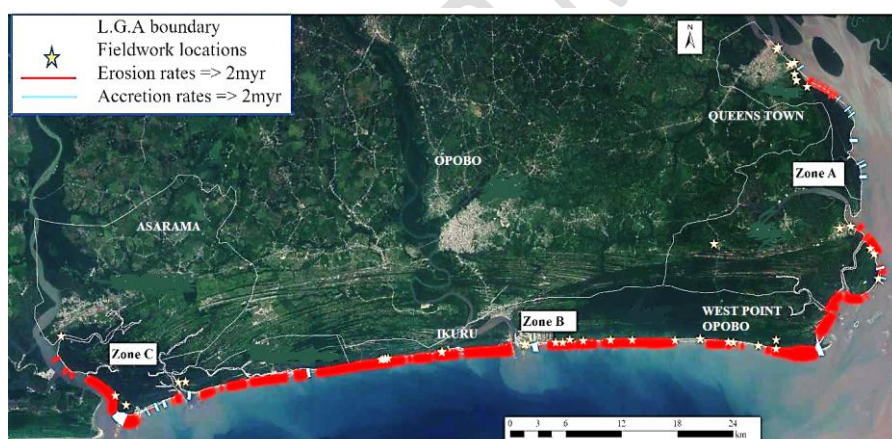 L.G.A boundary
Fieldwork locations
Erosion rates => 2myr
Accretion rates => 2myr
N
QUEENS TOWN
OPOBO
Zone A
ASARAMA
WEST POINT
OPOBO
IKURU
Zone B
Zone C
0 3 6 12 18 24
km